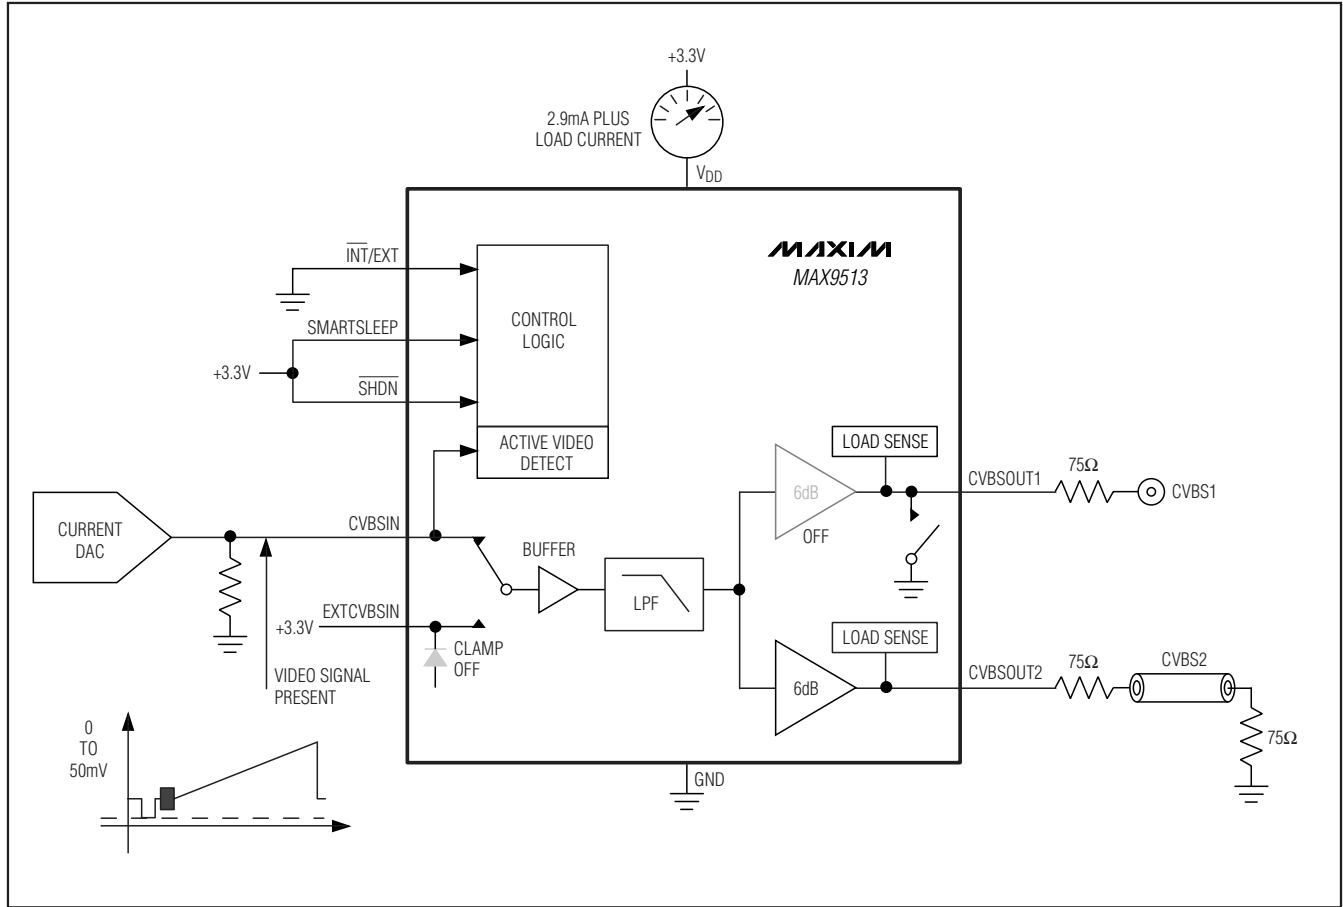 +3.3V
2.9mA PLUS
LOAD CURRENT
VDD
MAXIM
MAX9513
INT/EXT
SMARTSLEEP
+3.3V
SHDN
CONTROL
LOGIC
ACTIVE VIDEO
DETECT
LOAD SENSE
6dB
OFF
CVBSOUT1
75Ω
CVBS1
CURRENT
DAC
CVBSIN
BUFFER
LPF
EXTCVBSIN
+3.3V
CLAMP
OFF
VIDEO SIGNAL
PRESENT
LOAD SENSE
6dB
CVBSOUT2
75Ω
CVBS2
75Ω
0
TO
50mV
GND